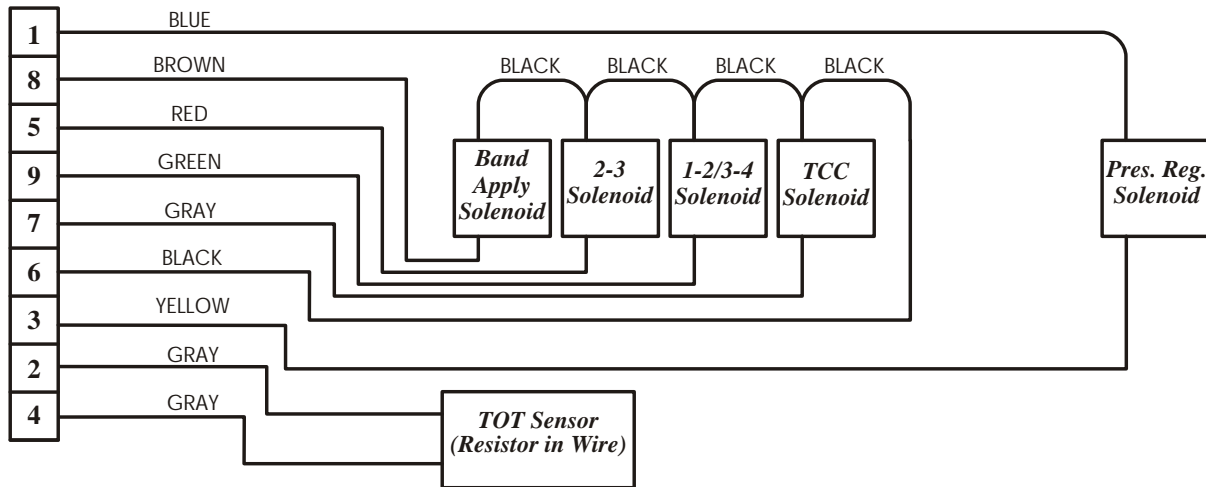 1
BLUE
8
BROWN
BLACK
BLACK
BLACK
BLACK
5
RED
Band
Apply
Solenoid
2-3
Solenoid
1-2/3-4
Solenoid
TCC
Solenoid
Pres. Reg.
Solenoid
9
GREEN
7
GRAY
6
BLACK
3
YELLOW
2
GRAY
4
GRAY
TOT Sensor
(Resistor in Wire)